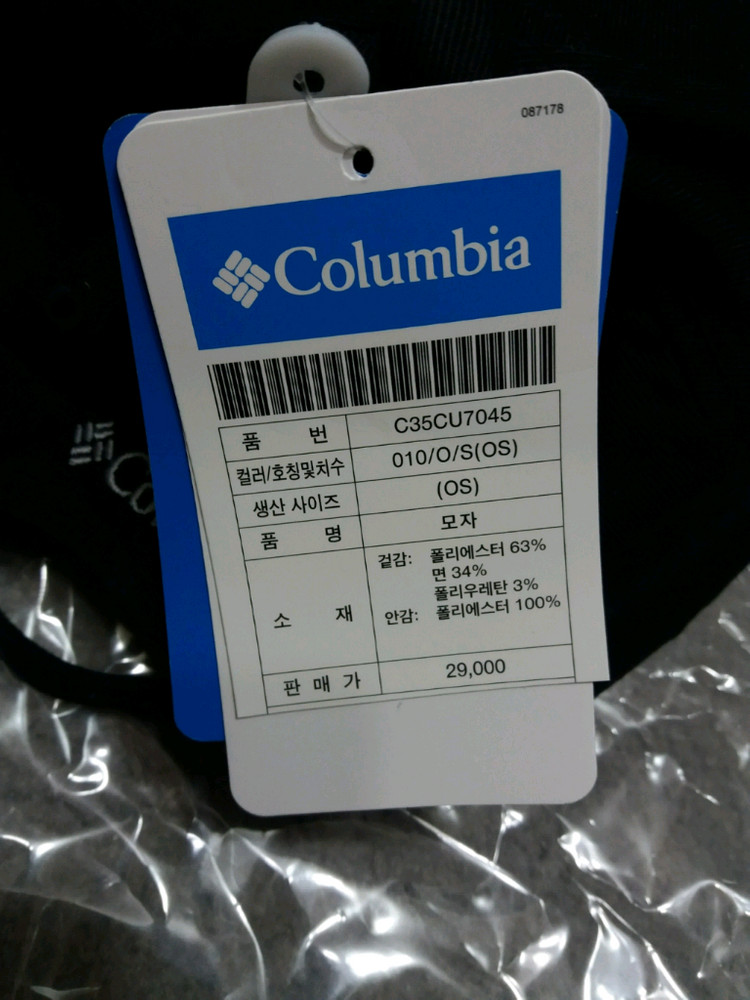 087178
Columbia
품 번 C35CU7045
컬러/호칭및치수 010/O/S(OS)
생산 사이즈 (OS)
품 명 모자
소 재 겉감: 폴리에스터 63%
면 34%
폴리우레탄 3%
안감: 폴리에스터 100%
판 매 가 29,000